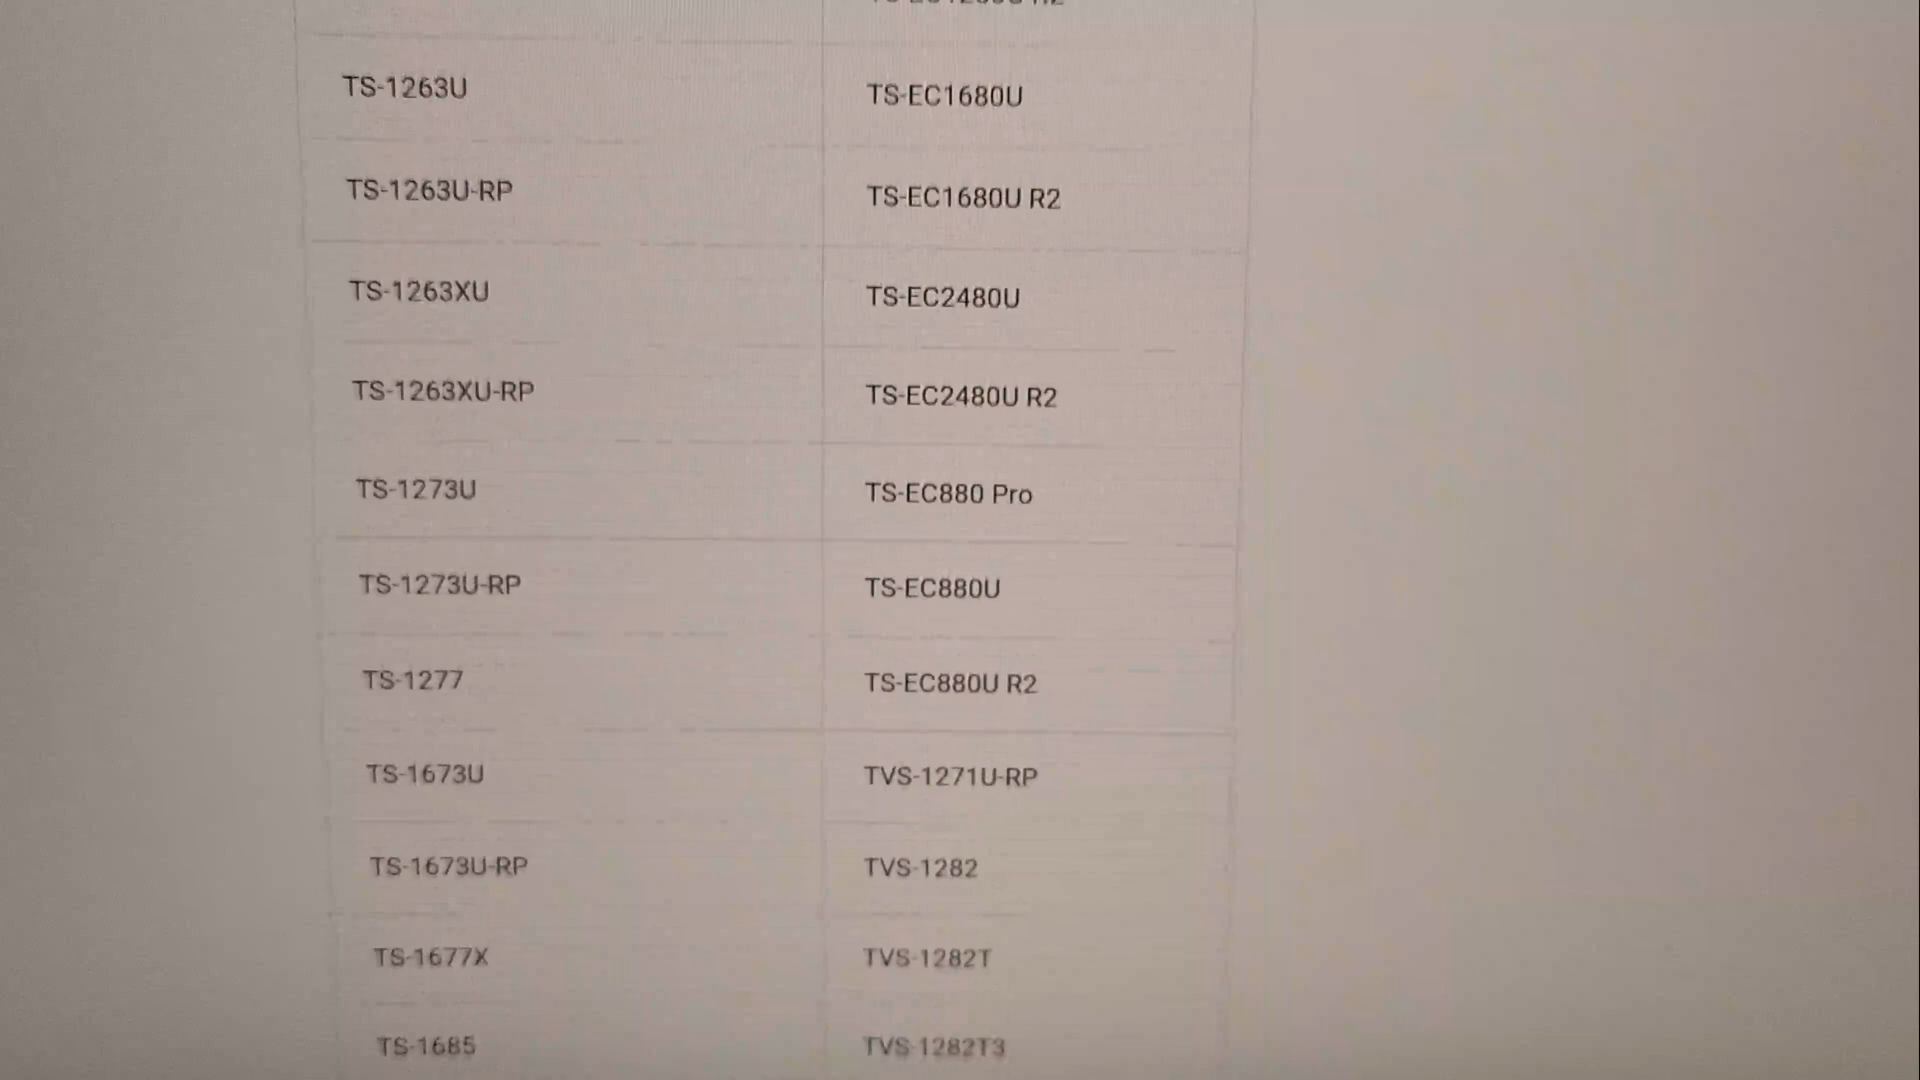 TS-1263U TS-EC1680U
TS-1263U-RP TS-EC1680U R2
TS-1263XU TS-EC2480U
TS-1263XU-RP TS-EC2480U R2
TS-1273U TS-EC880 Pro
TS-1273U-RP TS-EC880U
TS-1277 TS-EC880U R2
TS-1673U TVS-1271U-RP
TS-1673U-RP TVS-1282
TS-1677X TVS-1282T
TS-1685 TVS-1282T3